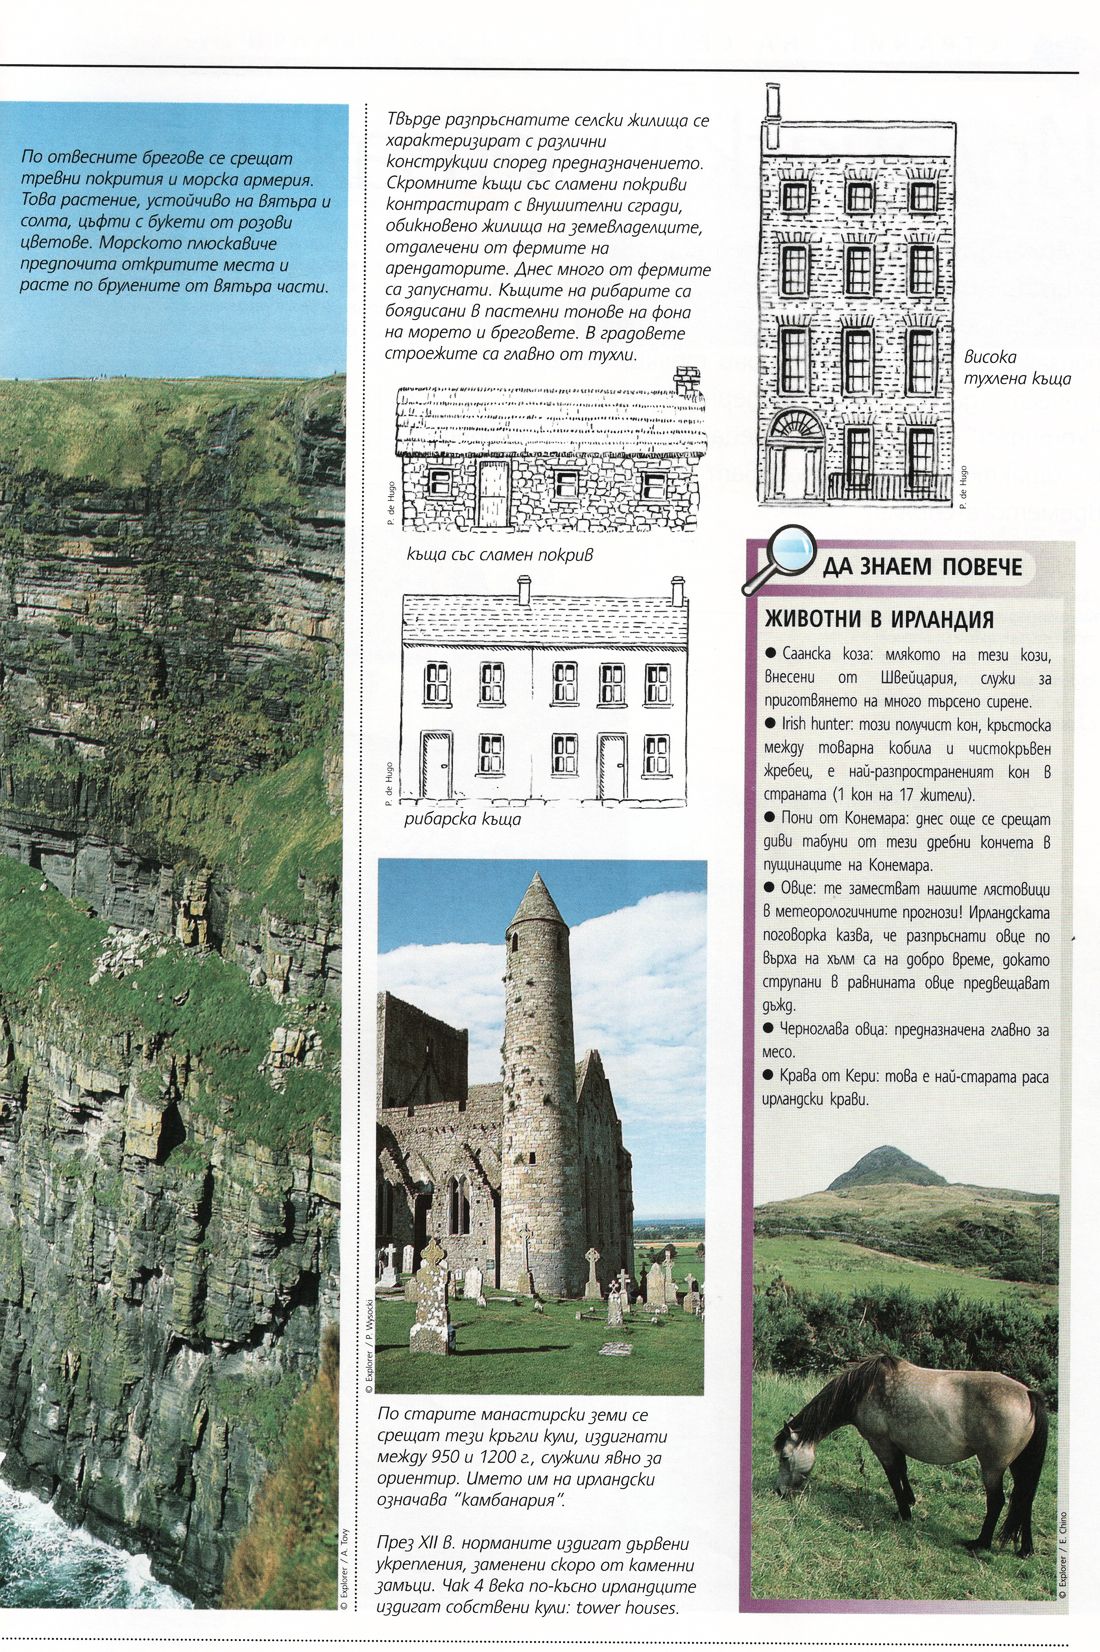 По отвесните брегове се срещат
тревни покрития и морска армерия.
Това растение, устойчиво на вятъра и
солта, цъфти с букети от розови
цветове. Морското плюскавиче
предпочита откритите места и
расте по брулените от вятъра части.
© Explorer / A. Tovy
Твърде разпръснатите селски жилища се
характеризират с различни
конструкции според предназначението.
Скромните къщи със сламени покриви
контрастират с внушителни сгради,
обикновено жилища на земевладелците,
отдалечени от фермите на
арендаторите. Днес много от фермите
са запуснати. Къщите на рибарите са
боядисани в пастелни тонове на фона
на морето и бреговете. В градовете
строежите са главно от тухли.
P. de Hugo
къща със сламен покрив
P. de Hugo
рибарска къща
© Explorer / P. Wysocki
По старите манастирски земи се
срещат тези кръгли кули, издигнати
между 950 и 1200 г., служили явно за
ориентир. Името им на ирландски
означава “камбанария”.
През XII в. норманите издигат дървени
укрепления, заменени скоро от каменни
замъци. Чак 4 века по-късно ирландците
издигат собствени кули: tower houses.
висока
тухлена къща
P. de Hugo
ДА ЗНАЕМ ПОВЕЧЕ
ЖИВОТНИ В ИРЛАНДИЯ
● Саанска коза: млякото на тези кози,
внесени от Швейцария, служи за
приготвянето на много търсено сирене.
● Irish hunter: този получист кон, кръстоска
между товарна кобила и чистокръвен
жребец, е най-разпространеният кон в
страната (1 кон на 17 жители).
● Пони от Конемара: днес още се срещат
диви табуни от тези дребни кончета в
пущинаците на Конемара.
● Овце: те заместват нашите лястовици
в метеорологичните прогнози! Ирландската
поговорка казва, че разпръснати овце по
върха на хълм са на добро време, докато
струпани в равнината овце предвещават
дъжд.
● Черноглава овца: предназначена главно за
месо.
● Крава от Кери: това е най-старата раса
ирландски крави.
© Explorer / E. Chino